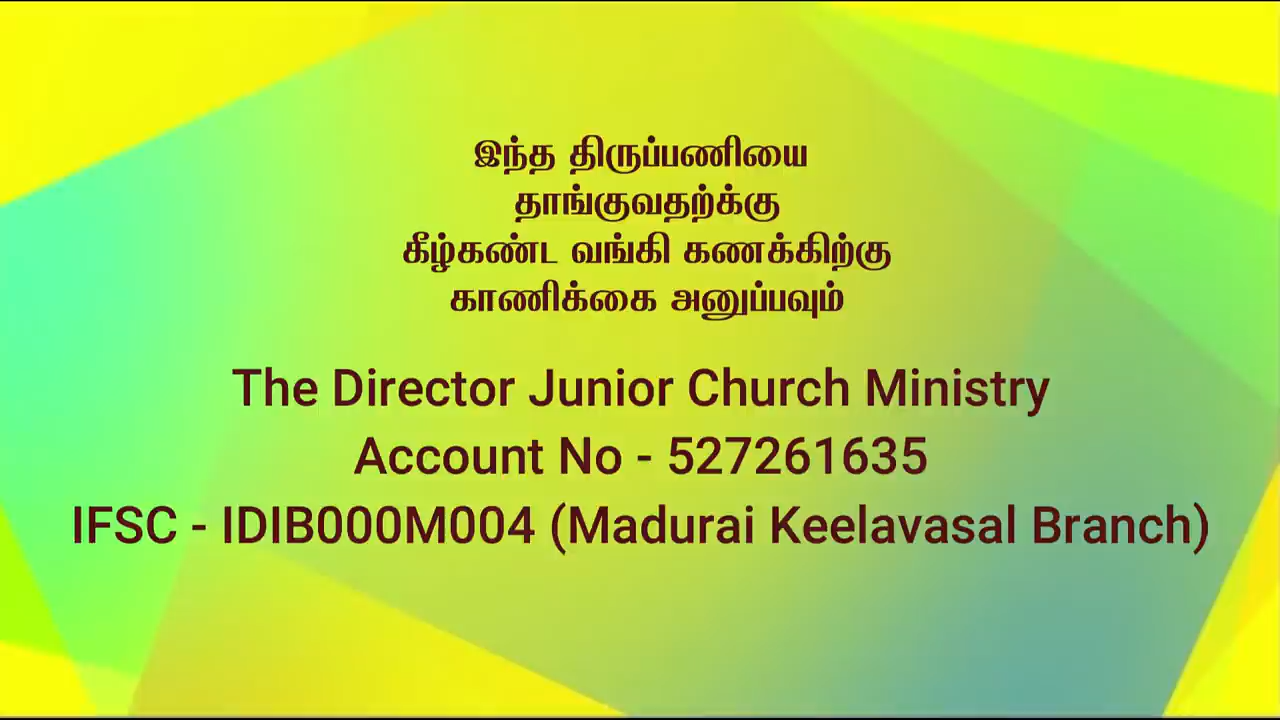 இந்த திருப்பணியை
தாங்குவதற்க்கு
கீழ்கண்ட வங்கி கணக்கிற்கு
காணிக்கை அனுப்பவும்
The Director Junior Church Ministry
Account No - 527261635
IFSC - IDIB000M004 (Madurai Keelavasal Branch)